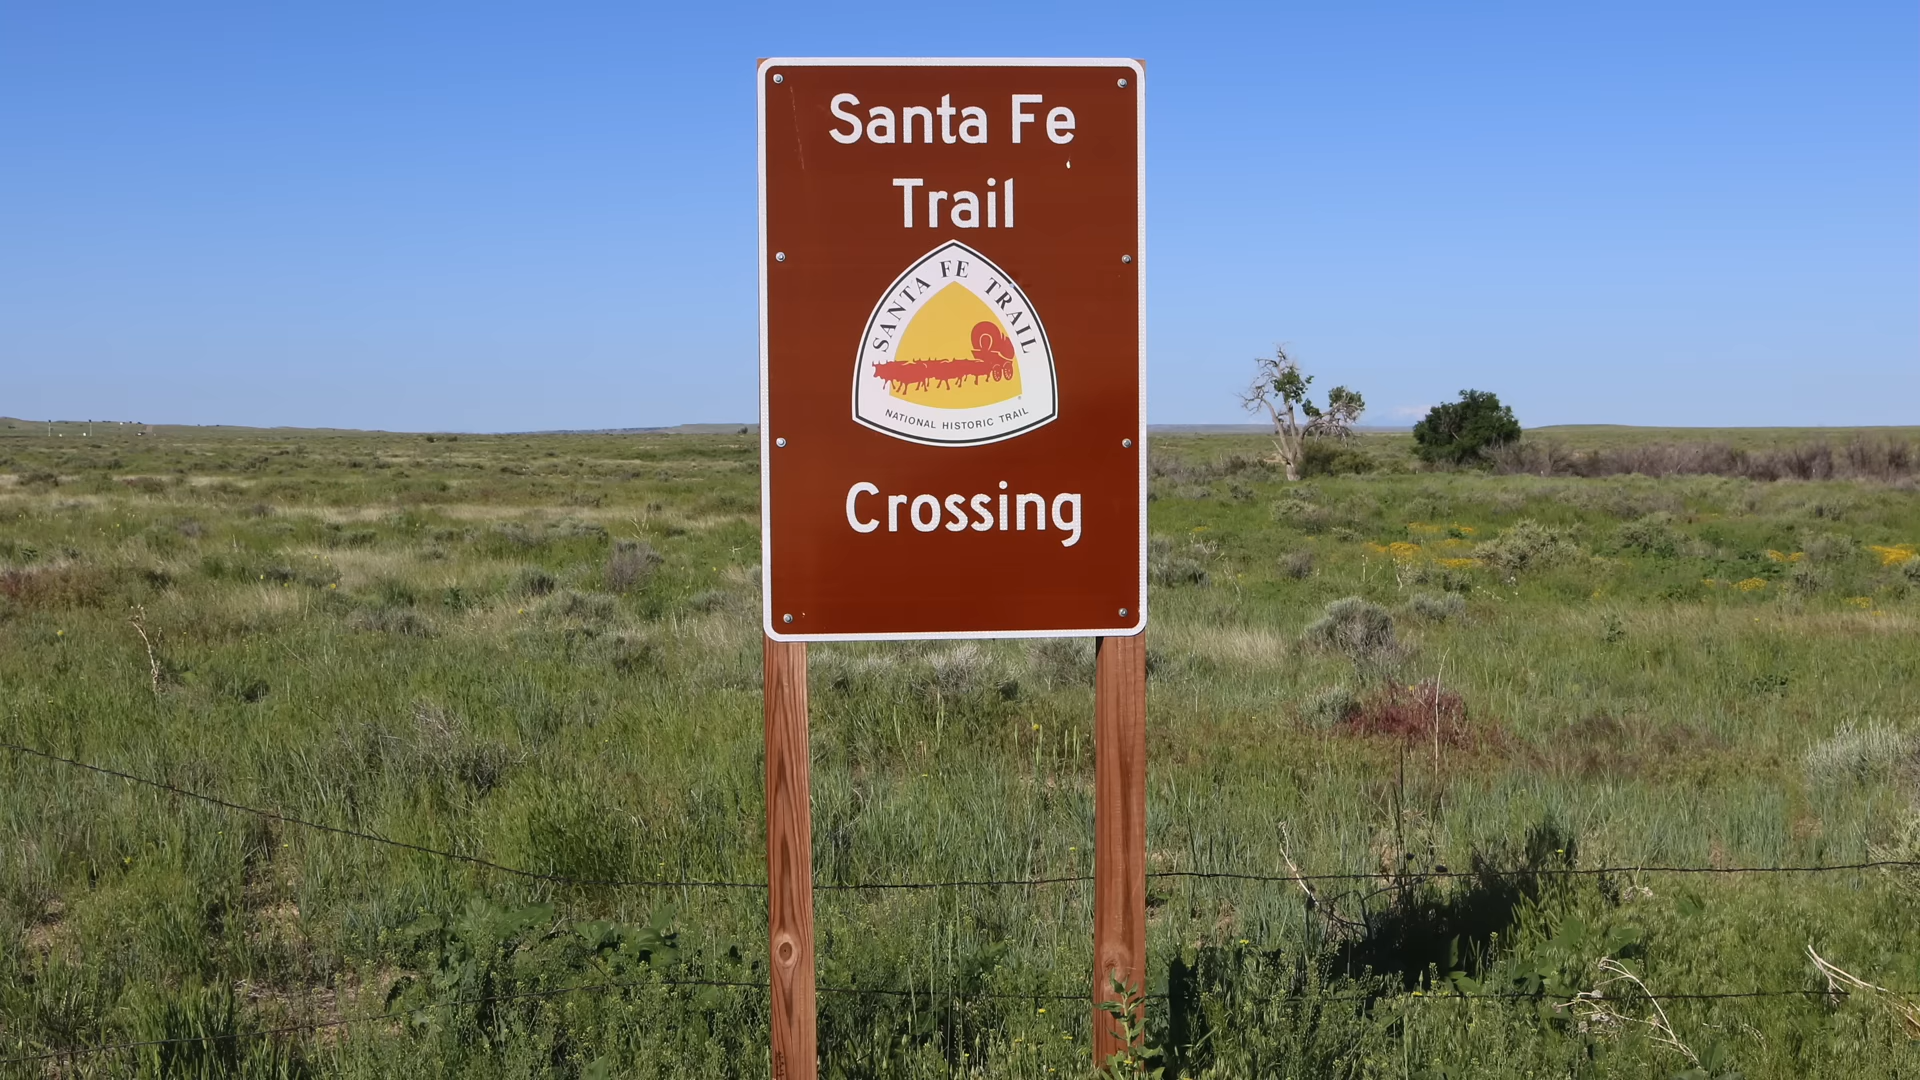 Santa Fe
Trail
SANTA FE TRAIL
NATIONAL HISTORIC TRAIL
Crossing